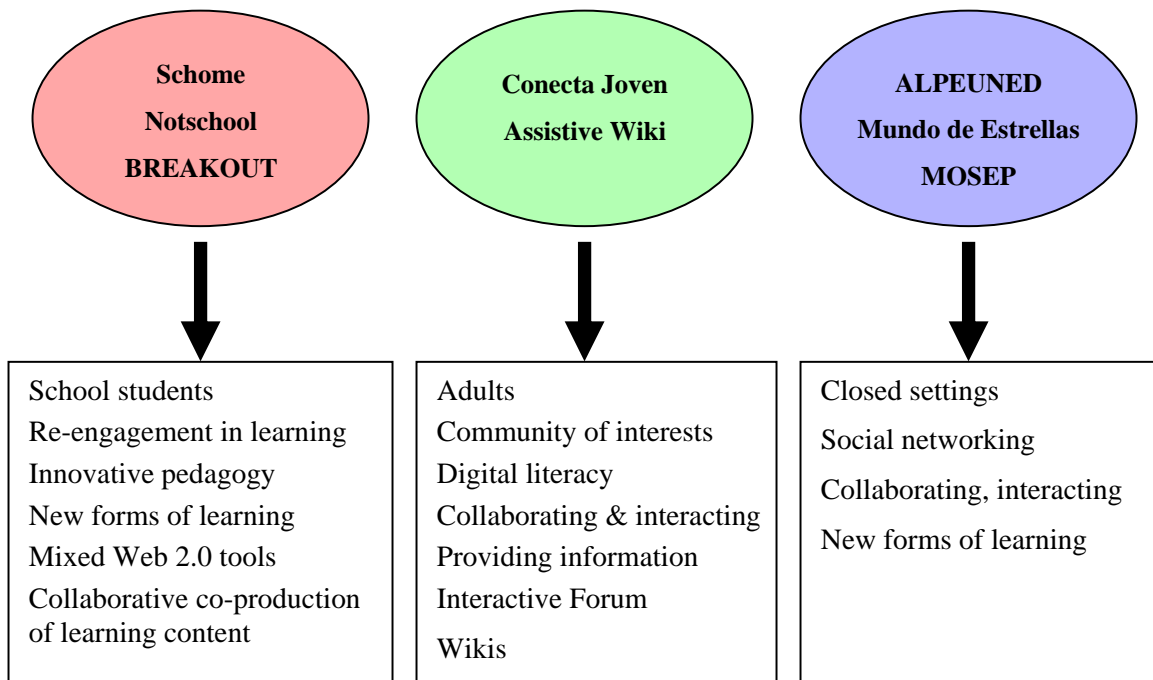 Schome
Notschool
BREAKOUT
Conecta Joven
Assistive Wiki
ALPEUNED
Mundo de Estrellas
MOSEP
School students
Re-engagement in learning
Innovative pedagogy
New forms of learning
Mixed Web 2.0 tools
Collaborative co-production
of learning content
Adults
Community of interests
Digital literacy
Collaborating & interacting
Providing information
Interactive Forum
Wikis
Closed settings
Social networking
Collaborating, interacting
New forms of learning